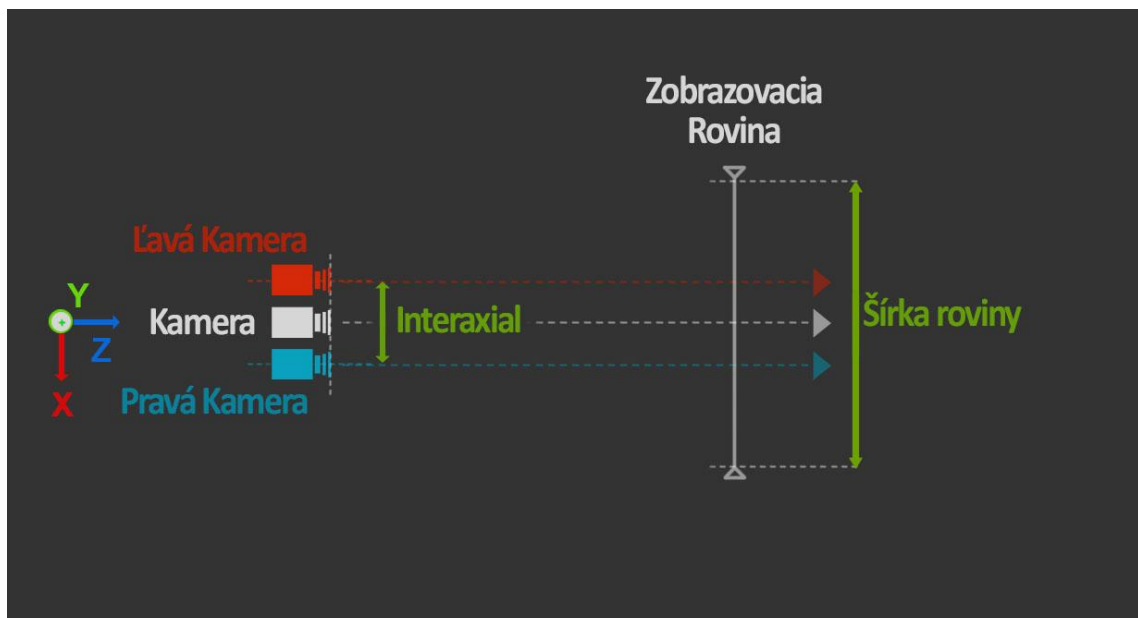 Zobrazovacia
Rovina
Ľavá Kamera
Y
Kamera
Interaxial
Šírka roviny
Z
X
Pravá Kamera